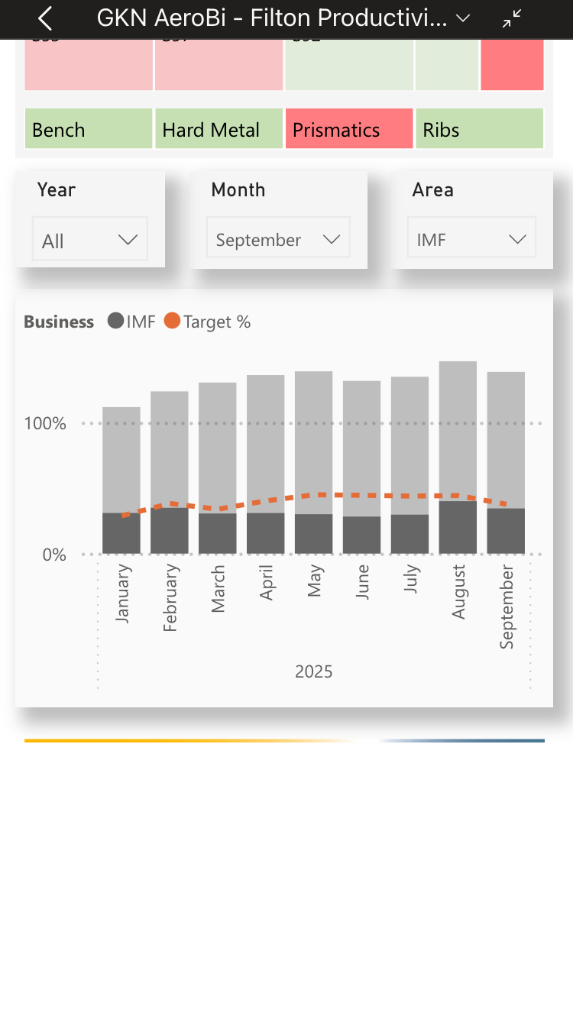 GKN AeroBi - Filton Productivi...
Bench Hard Metal Prismatics Ribs
Year Month Area
All September IMF
Business IMF Target %
100%
0%
January February March April May June July August September
2025